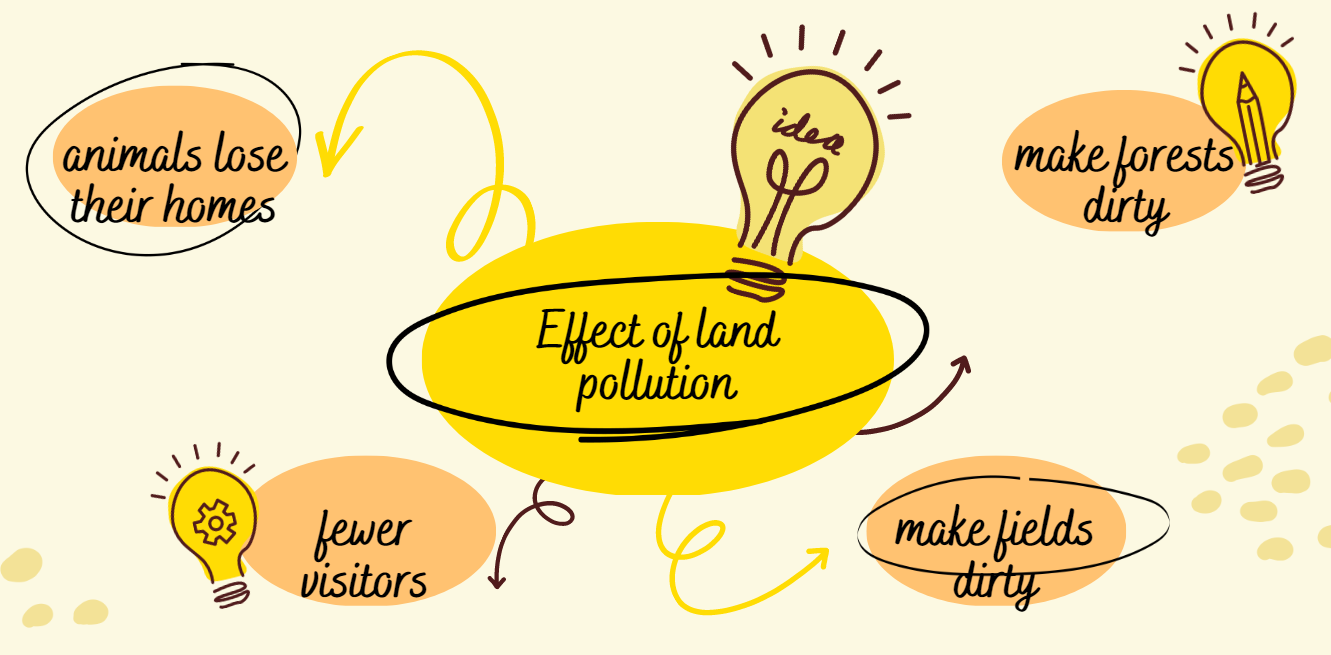 animals lose
their homes
idea
make forests
dirty
Effect of land
pollution
fewer
visitors
make fields
dirty